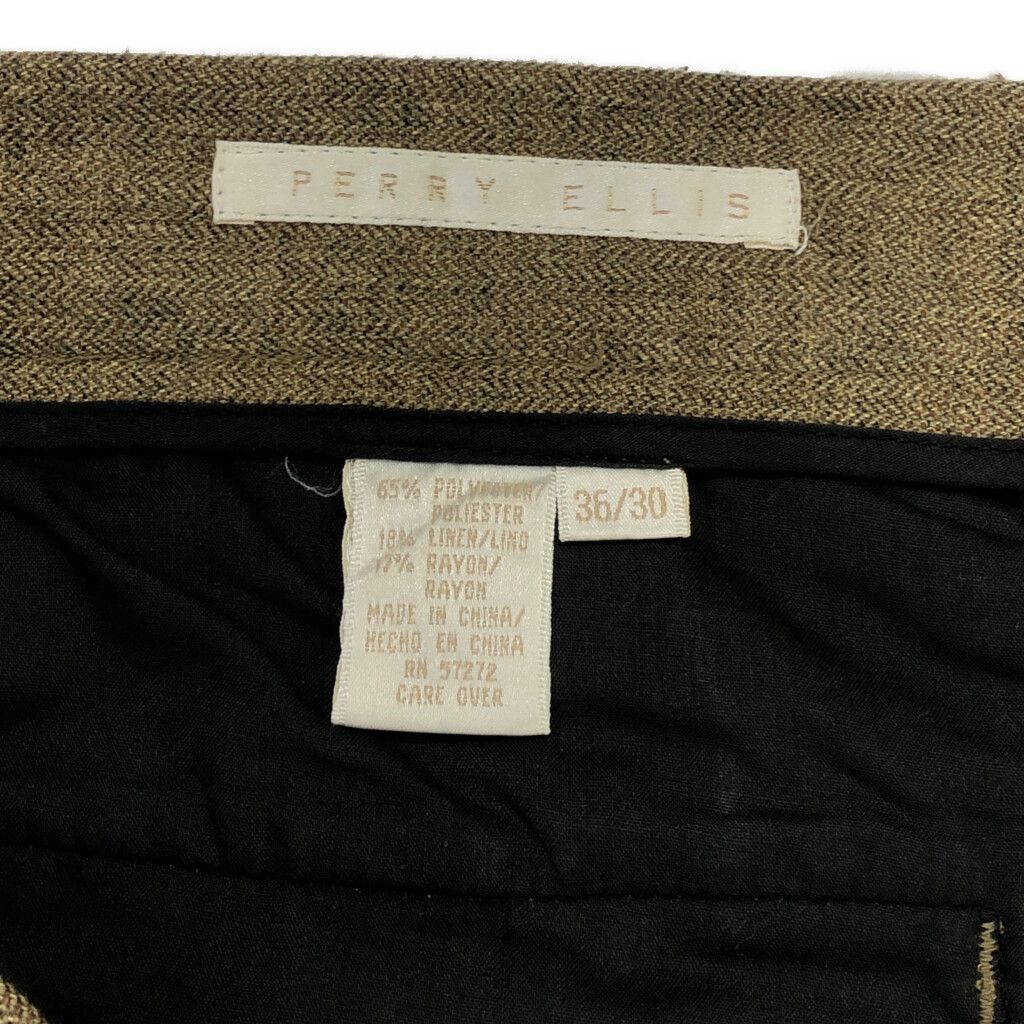 PERRY ELLIS
65% POLYESTER/
POLIESTER
18% LINEN/LINO
17% RAYON/
RAYON
MADE IN CHINA/
HECHO EN CHINA
RN 57272
CARE OVER
36/30